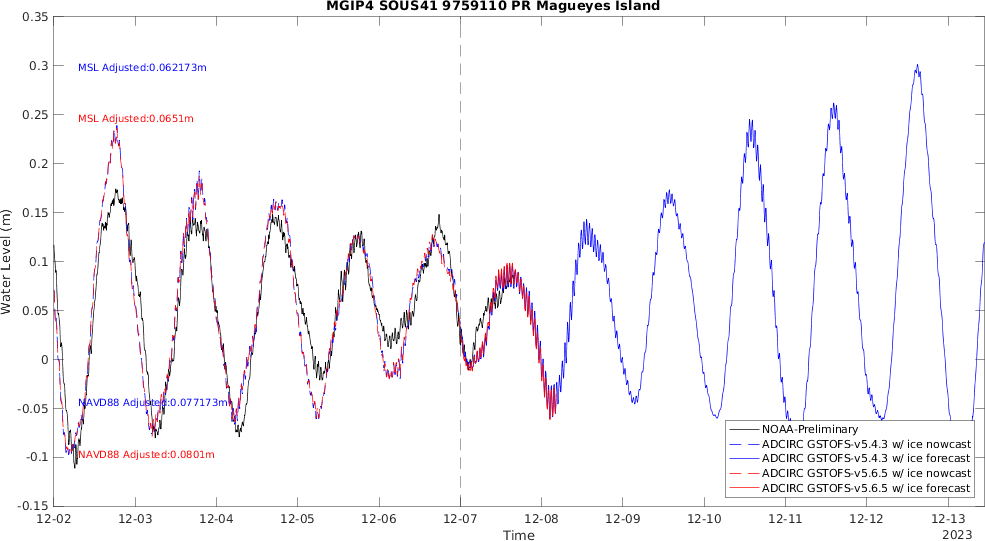 MGIP4 SOUS41 9759110 PR Magueyes Island
0.35
0.3
0.25
0.2
0.15
0.1
0.05
0
-0.05
-0.1
-0.15
Water Level (m)
MSL Adjusted:0.062173m
MSL Adjusted:0.0651m
NAVD88 Adjusted:0.077173m
NAVD88 Adjusted:0.0801m
NOAA-Preliminary
ADCIRC GSTOFS-v5.4.3 w/ ice nowcast
ADCIRC GSTOFS-v5.4.3 w/ ice forecast
ADCIRC GSTOFS-v5.6.5 w/ ice nowcast
ADCIRC GSTOFS-v5.6.5 w/ ice forecast
12-02 12-03 12-04 12-05 12-06 12-07 12-08 12-09 12-10 12-11 12-12 12-13
Time
2023